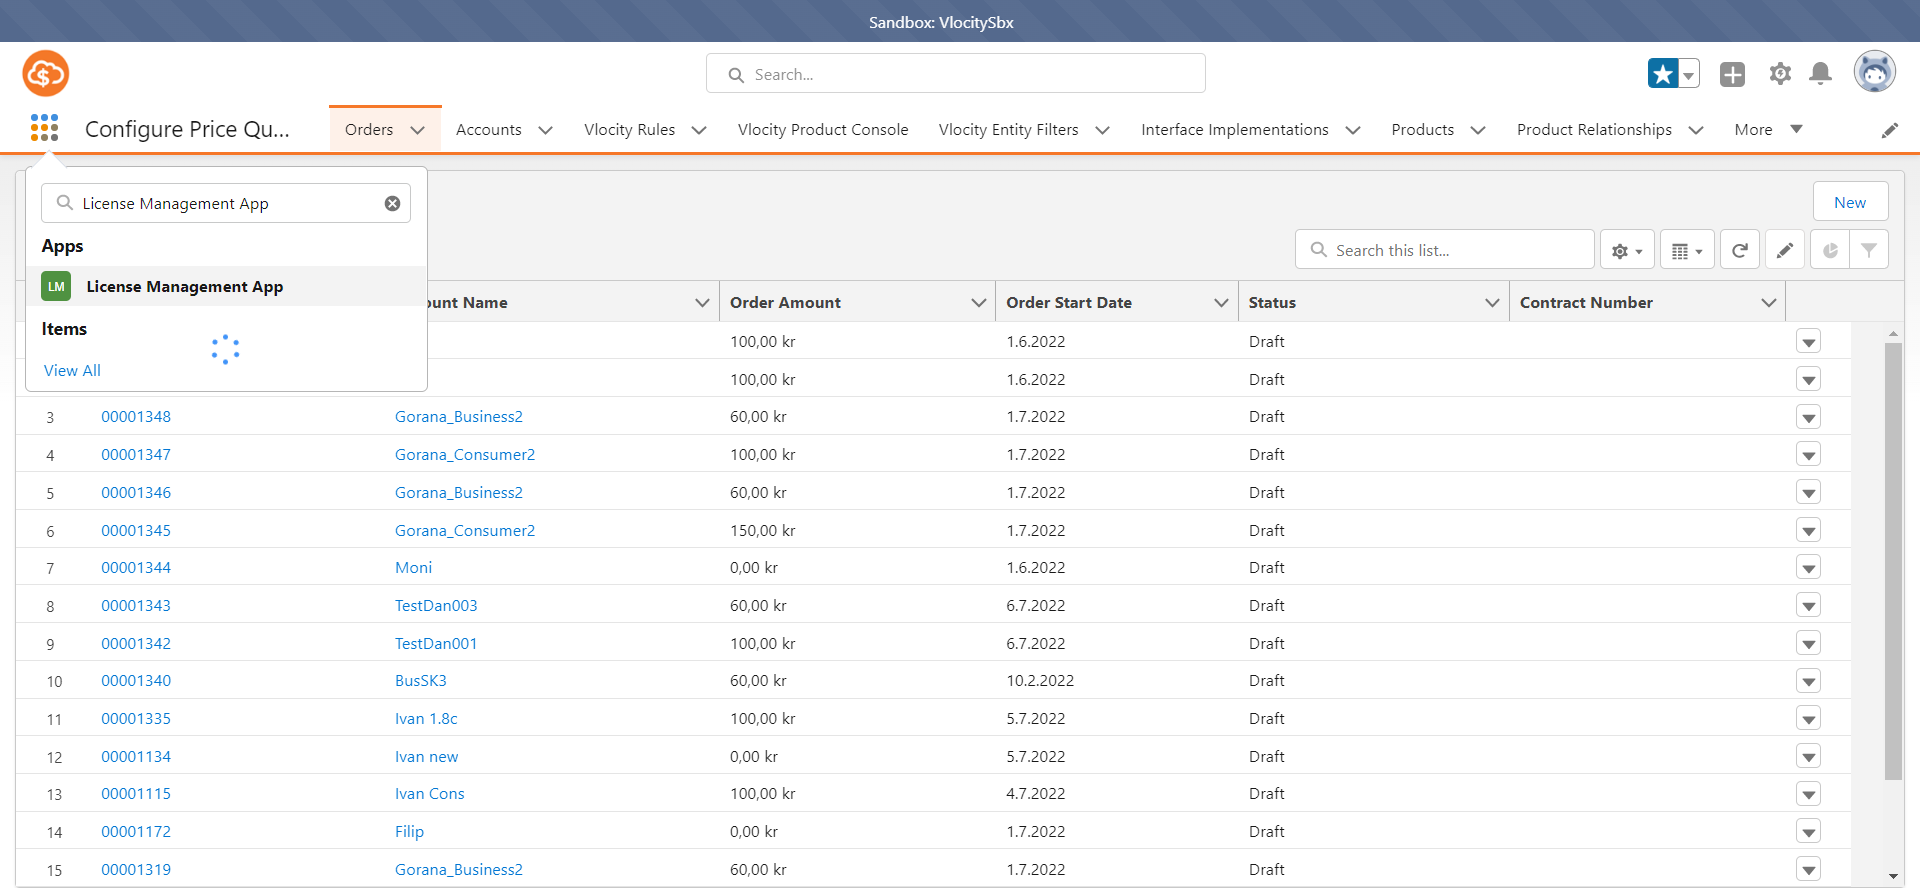 Sandbox: VlocitySbx
Search...
Configure Price Qu...
Orders Accounts Vlocity Rules Vlocity Product Console Vlocity Entity Filters Interface Implementations Products Product Relationships More
License Management App
Apps
LM License Management App
Items
View All
New
Search this list...
ount Name Order Amount Order Start Date Status Contract Number
100,00 kr 1.6.2022 Draft
100,00 kr 1.6.2022 Draft
3 00001348 Gorana_Business2 60,00 kr 1.7.2022 Draft
4 00001347 Gorana_Consumer2 100,00 kr 1.7.2022 Draft
5 00001346 Gorana_Business2 60,00 kr 1.7.2022 Draft
6 00001345 Gorana_Consumer2 150,00 kr 1.7.2022 Draft
7 00001344 Moni 0,00 kr 1.6.2022 Draft
8 00001343 TestDan003 60,00 kr 6.7.2022 Draft
9 00001342 TestDan001 100,00 kr 6.7.2022 Draft
10 00001340 BusSK3 60,00 kr 10.2.2022 Draft
11 00001335 Ivan 1.8c 100,00 kr 5.7.2022 Draft
12 00001134 Ivan new 0,00 kr 5.7.2022 Draft
13 00001115 Ivan Cons 100,00 kr 4.7.2022 Draft
14 00001172 Filip 0,00 kr 1.7.2022 Draft
15 00001319 Gorana_Business2 60,00 kr 1.7.2022 Draft